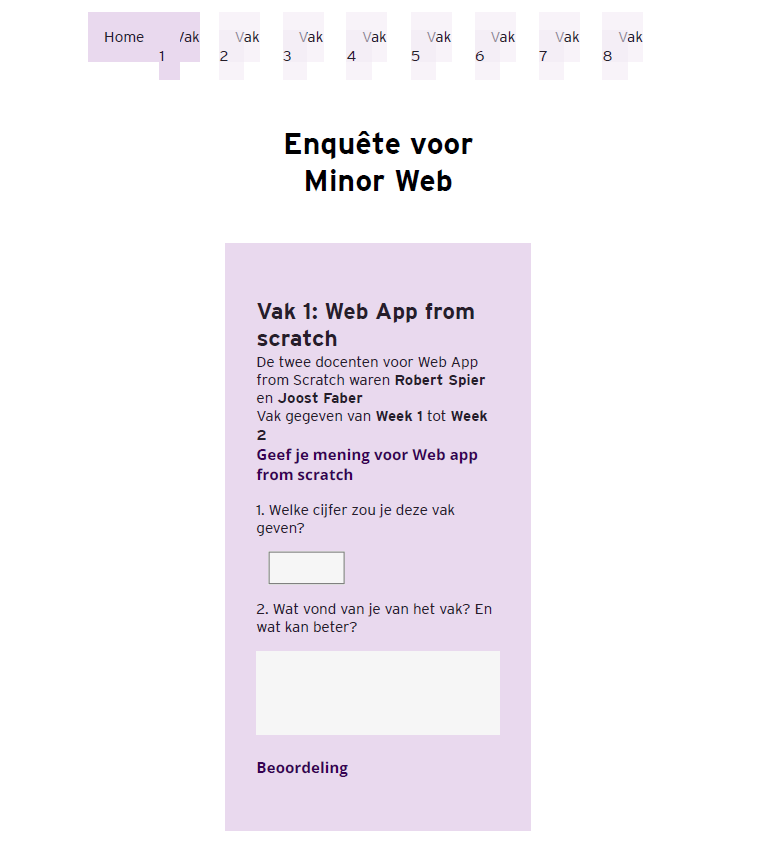 Home Vak Vak Vak Vak Vak Vak Vak Vak
1 2 3 4 5 6 7 8
Enquête voor
Minor Web
Vak 1: Web App from
scratch
De twee docenten voor Web App
from Scratch waren Robert Spier
en Joost Faber
Vak gegeven van Week 1 tot Week
2
Geef je mening voor Web app
from scratch
1. Welke cijfer zou je deze vak
geven?
2. Wat vond van je van het vak? En
wat kan beter?
Beoordeling